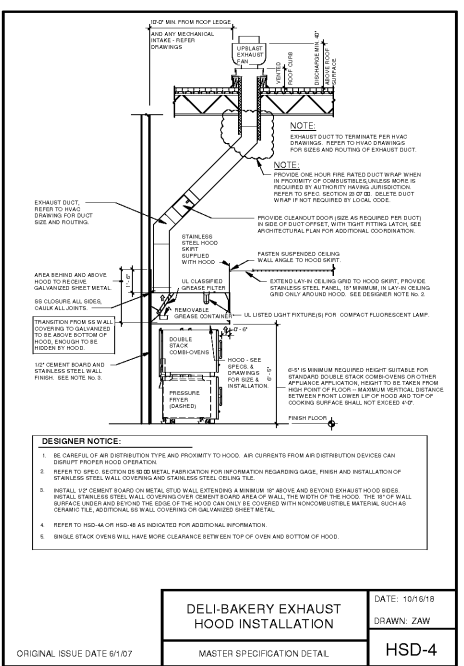 10'-0" MIN. FROM ROOF LEDGE
AND ANY MECHANICAL
INTAKE - REFER
DRAWINGS
UPBLAST
EXHAUST
FAN
VENTED
ROOF CURB
DISCHARGE MIN. 40"
ABOVE ROOF
SURFACE.
NOTE:
EXHAUST DUCT TO TERMINATE PER HVAC
DRAWINGS. REFER TO HVAC DRAWINGS
FOR SIZES AND ROUTING OF EXHAUST DUCT.
NOTE:
PROVIDE ONE HOUR FIRE RATED DUCT WRAP WHEN
IN PROXIMITY OF COMBUSTIBLES, UNLESS MORE IS
REQUIRED BY AUTHORITY HAVING JURISDICTION.
REFER TO SPEC. SECTION 23 07 00. DELETE DUCT
WRAP IF NOT REQUIRED BY LOCAL CODE.
EXHAUST DUCT,
REFER TO HVAC
DRAWING FOR DUCT
SIZE AND ROUTING.
PROVIDE CLEANOUT DOOR (SIZE AS REQUIRED PER DUCT)
IN SIDE OF DUCT OFFSET, WITH TIGHT FITTING LATCH, SEE
ARCHITECTURAL PLAN FOR ADDITIONAL COORDINATION.
STAINLESS
STEEL HOOD
SKIRT
SUPPLIED
WITH HOOD
FASTEN SUSPENDED CEILING
WALL ANGLE TO HOOD SKIRT.
AREA BEHIND AND ABOVE
HOOD TO RECEIVE
GALVANIZED SHEET METAL.
1'-6"
UL CLASSIFIED
GREASE FILTER
EXTEND LAY-IN CEILING GRID TO HOOD SKIRT, PROVIDE
STAINLESS STEEL PANEL, 18" MINIMUM, IN LAY-IN CEILING
GRID ONLY AROUND HOOD. SEE DESIGNER NOTE No. 2.
SS CLOSURE ALL SIDES,
CAULK ALL JOINTS.
REMOVABLE
GREASE CONTAINER
UL LISTED LIGHT FIXTURE(S) FOR COMPACT FLUORESCENT LAMP.
TRANSITION FROM SS WALL
COVERING TO GALVANIZED
TO BE ABOVE BOTTOM OF
HOOD, ENOUGH TO BE
HIDDEN BY HOOD.
0'-6"
DOUBLE
STACK
COMBI-OVENS
HOOD - SEE
SPECS. &
DRAWINGS
FOR SIZE &
INSTALLATION.
6'-5"
6'-5" IS MINIMUM REQUIRED HEIGHT SUITABLE FOR
STANDARD DOUBLE STACK COMBI-OVENS OR OTHER
APPLIANCE APPLICATION, HEIGHT TO BE TAKEN FROM
HIGH POINT OF FLOOR -- MAXIMUM VERTICAL DISTANCE
BETWEEN FRONT LOWER LIP OF HOOD AND TOP OF
COOKING SURFACE SHALL NOT EXCEED 4'-0".
1/2" CEMENT BOARD AND
STAINLESS STEEL WALL
FINISH. SEE NOTE No. 3.
PRESSURE
FRYER
(DASHED)
FINISH FLOOR
DESIGNER NOTICE:
1. BE CAREFUL OF AIR DISTRIBUTION TYPE AND PROXIMITY TO HOOD. AIR CURRENTS FROM AIR DISTRIBUTION DEVICES CAN
DISRUPT PROPER HOOD OPERATION.
2. REFER TO SPEC. SECTION 05 50 00 METAL FABRICATION FOR INFORMATION REGARDING GAGE, FINISH AND INSTALLATION OF
STAINLESS STEEL WALL COVERING AND STAINLESS STEEL CEILING TILE.
3. INSTALL 1/2" CEMENT BOARD ON METAL STUD WALL EXTENDING A MINIMUM 18" ABOVE AND BEYOND EXHAUST HOOD SIDES.
INSTALL STAINLESS STEEL WALL COVERING OVER CEMENT BOARD AREA OF WALL, THE WIDTH OF THE HOOD. THE 18" OF WALL
SURFACE UNDER AND BEYOND THE EDGE OF THE HOOD CAN ONLY BE COVERED WITH NONCOMBUSTIBLE MATERIAL SUCH AS
CERAMIC TILE, ADDITIONAL SS WALL COVERING OR GALVANIZED SHEET METAL.
4. REFER TO HSD-4A OR HSD-4B AS INDICATED FOR ADDITIONAL INFORMATION.
5. SINGLE STACK OVENS WILL HAVE MORE CLEARANCE BETWEEN TOP OF OVEN AND BOTTOM OF HOOD.
DELI-BAKERY EXHAUST
HOOD INSTALLATION
DATE: 10/16/18
DRAWN: ZAW
ORIGINAL ISSUE DATE 6/1/07
MASTER SPECIFICATION DETAIL
HSD-4